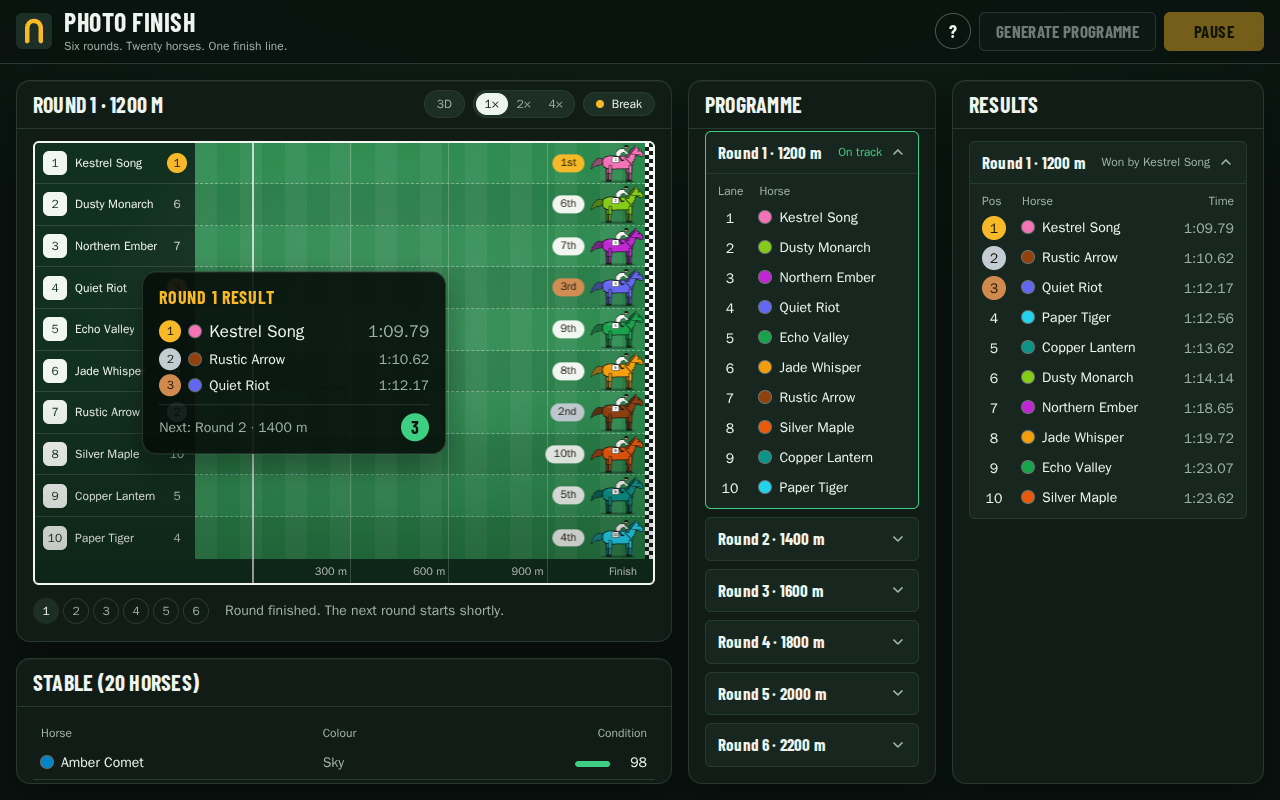 PHOTO FINISH
Six rounds. Twenty horses. One finish line.
?
GENERATE PROGRAMME
PAUSE
ROUND 1 · 1200 M
3D
1×
2×
4×
Break
1 Kestrel Song 1 1st
2 Dusty Monarch 6 6th
3 Northern Ember 7 7th
4 Quiet Riot 3rd
5 Echo Valley 9th
6 Jade Whispe 8th
7 Rustic Arrow 2 2nd
8 Silver Maple 10 10th
9 Copper Lantern 5 5th
10 Paper Tiger 4 4th
300 m 600 m 900 m Finish
ROUND 1 RESULT
1 Kestrel Song 1:09.79
2 Rustic Arrow 1:10.62
3 Quiet Riot 1:12.17
Next: Round 2 · 1400 m 3
1 2 3 4 5 6 Round finished. The next round starts shortly.
STABLE (20 HORSES)
Horse Colour Condition
Amber Comet Sky 98
PROGRAMME
Round 1 · 1200 m On track
Lane Horse
1 Kestrel Song
2 Dusty Monarch
3 Northern Ember
4 Quiet Riot
5 Echo Valley
6 Jade Whisper
7 Rustic Arrow
8 Silver Maple
9 Copper Lantern
10 Paper Tiger
Round 2 · 1400 m
Round 3 · 1600 m
Round 4 · 1800 m
Round 5 · 2000 m
Round 6 · 2200 m
RESULTS
Round 1 · 1200 m Won by Kestrel Song
Pos Horse Time
1 Kestrel Song 1:09.79
2 Rustic Arrow 1:10.62
3 Quiet Riot 1:12.17
4 Paper Tiger 1:12.56
5 Copper Lantern 1:13.62
6 Dusty Monarch 1:14.14
7 Northern Ember 1:18.65
8 Jade Whisper 1:19.72
9 Echo Valley 1:23.07
10 Silver Maple 1:23.62